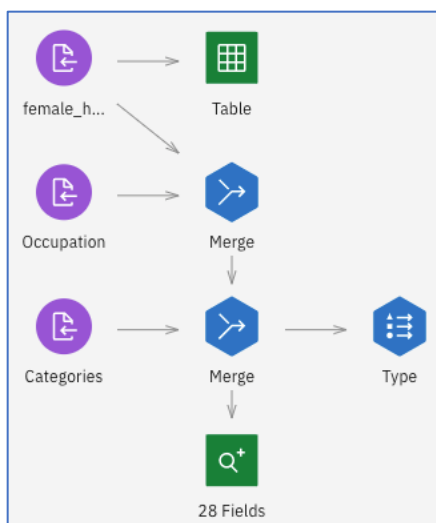 female_h...
Table
Occupation
Merge
Categories
Merge
Type
28 Fields